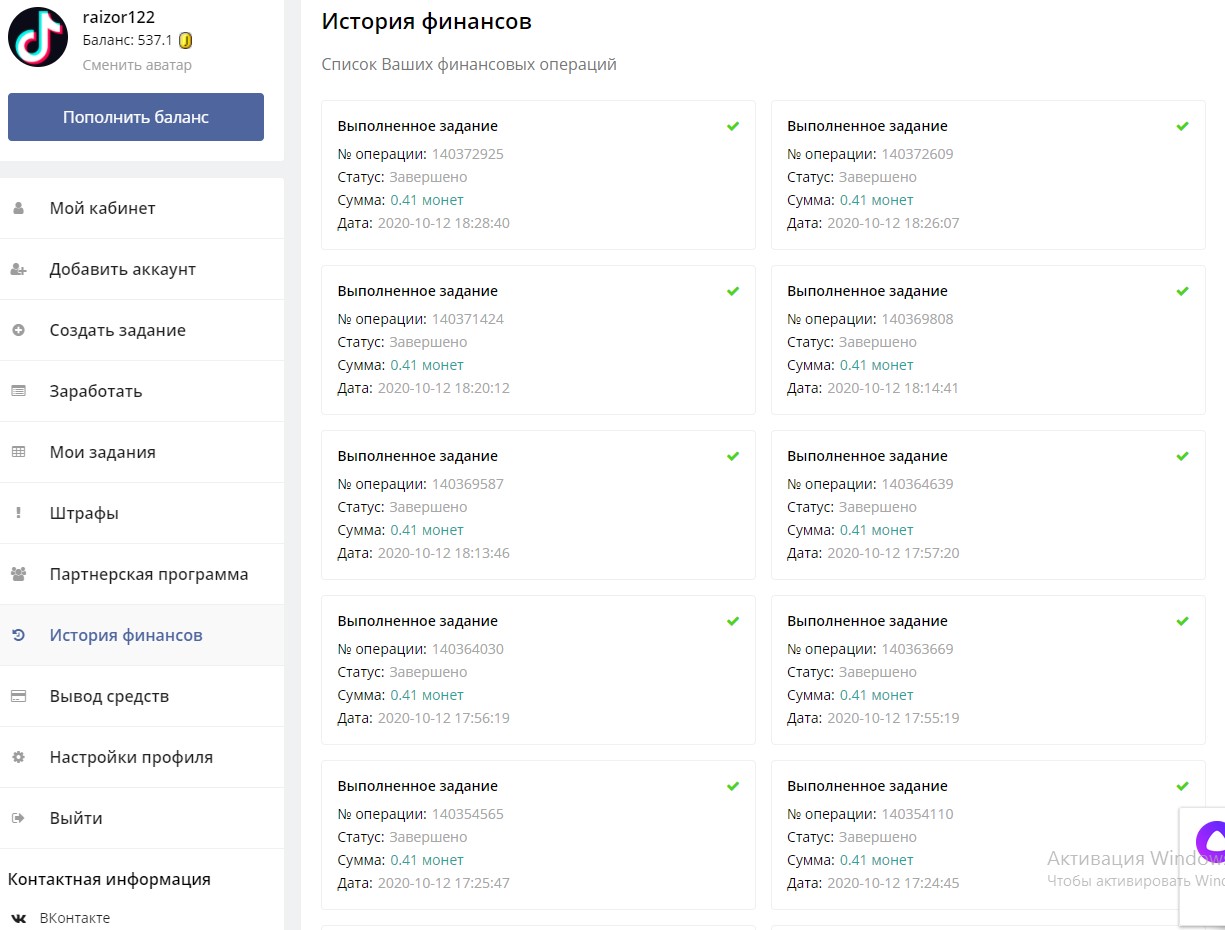 raizor122
Баланс: 537.1
Сменить аватар
Пополнить баланс
Мой кабинет
Добавить аккаунт
Создать задание
Заработать
Мои задания
Штрафы
Партнерская программа
История финансов
Вывод средств
Настройки профиля
Выйти
Контактная информация
ВКонтакте
История финансов
Список Ваших финансовых операций
Выполненное задание
№ операции: 140372925
Статус: Завершено
Сумма: 0.41 монет
Дата: 2020-10-12 18:28:40
Выполненное задание
№ операции: 140372609
Статус: Завершено
Сумма: 0.41 монет
Дата: 2020-10-12 18:26:07
Выполненное задание
№ операции: 140371424
Статус: Завершено
Сумма: 0.41 монет
Дата: 2020-10-12 18:20:12
Выполненное задание
№ операции: 140369808
Статус: Завершено
Сумма: 0.41 монет
Дата: 2020-10-12 18:14:41
Выполненное задание
№ операции: 140369587
Статус: Завершено
Сумма: 0.41 монет
Дата: 2020-10-12 18:13:46
Выполненное задание
№ операции: 140364639
Статус: Завершено
Сумма: 0.41 монет
Дата: 2020-10-12 17:57:20
Выполненное задание
№ операции: 140364030
Статус: Завершено
Сумма: 0.41 монет
Дата: 2020-10-12 17:56:19
Выполненное задание
№ операции: 140363669
Статус: Завершено
Сумма: 0.41 монет
Дата: 2020-10-12 17:55:19
Выполненное задание
№ операции: 140354565
Статус: Завершено
Сумма: 0.41 монет
Дата: 2020-10-12 17:25:47
Выполненное задание
№ операции: 140354110
Статус: Завершено
Сумма: 0.41 монет
Дата: 2020-10-12 17:24:45
Активация Window
Чтобы активировать Winc